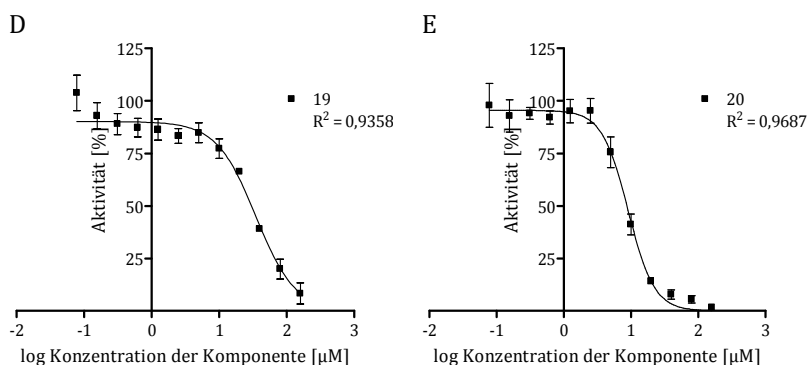 D
125
100
75
50
25
Aktivität [%]
19
R² = 0,9358
-2 -1 0 1 2 3
log Konzentration der Komponente [µM]
E
125
100
75
50
25
Aktivität [%]
20
R² = 0,9687
-2 -1 0 1 2 3
log Konzentration der Komponente [µM]